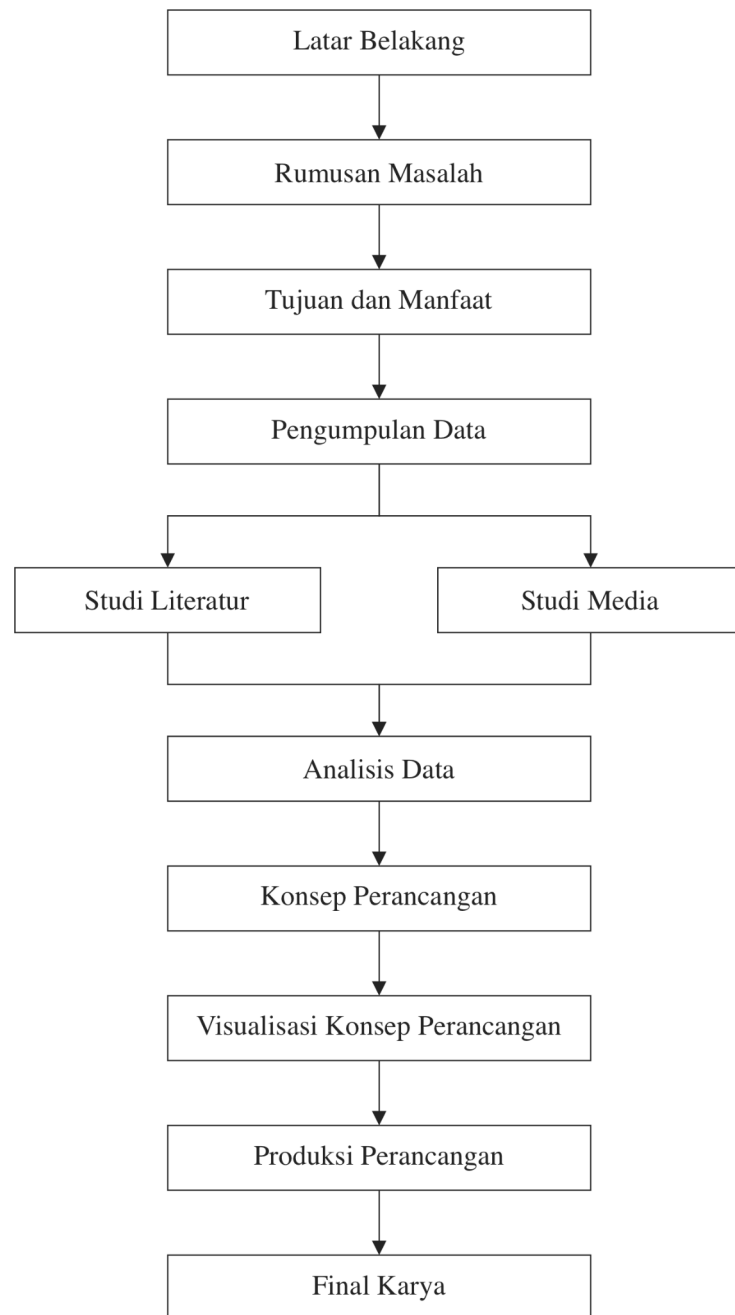 Latar Belakang
Rumusan Masalah
Tujuan dan Manfaat
Pengumpulan Data
Studi Literatur
Studi Media
Analisis Data
Konsep Perancangan
Visualisasi Konsep Perancangan
Produksi Perancangan
Final Karya